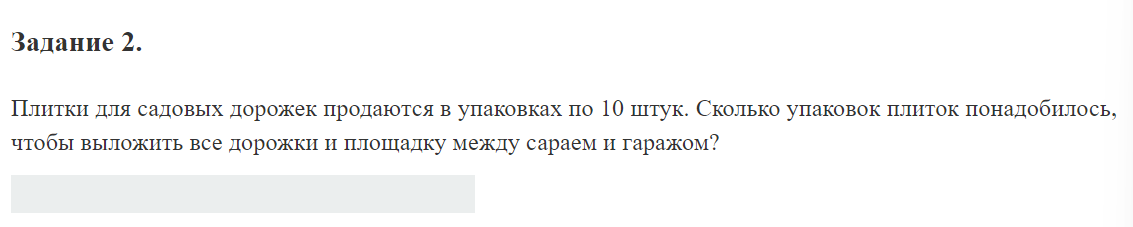 Задание 2.
Плитки для садовых дорожек продаются в упаковках по 10 штук. Сколько упаковок плиток понадобилось,
чтобы выложить все дорожки и площадку между сараем и гаражом?